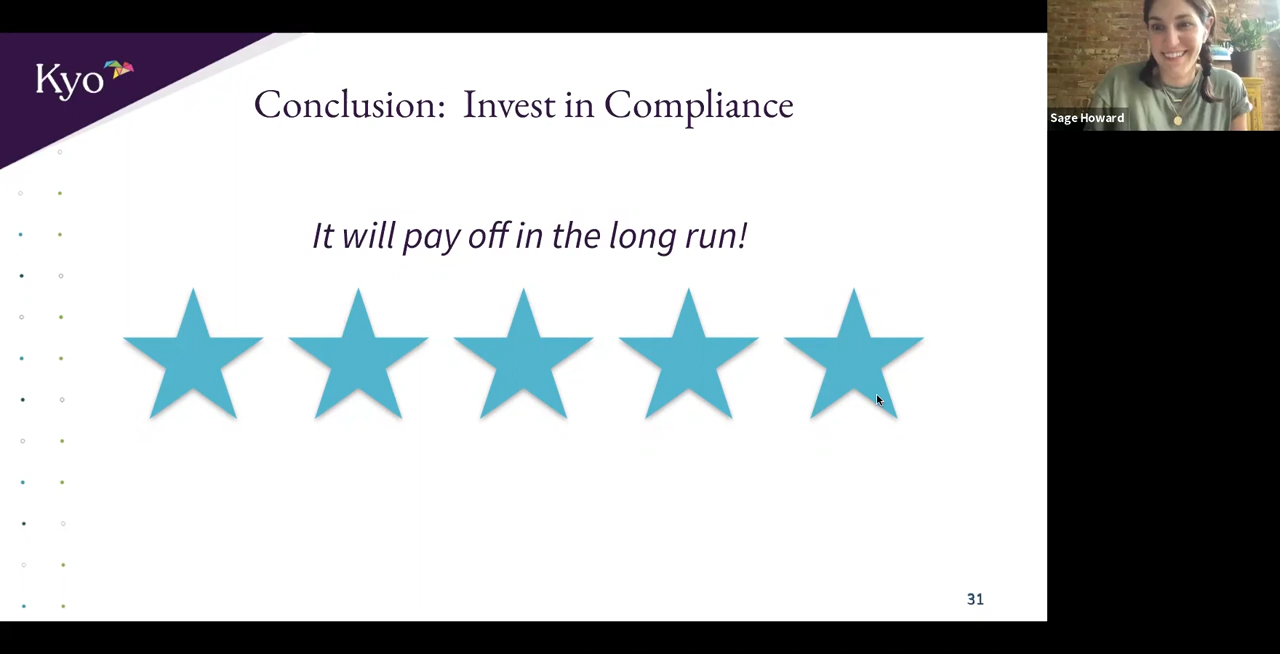 Kyo
Conclusion: Invest in Compliance
It will pay off in the long run!
31
Sage Howard